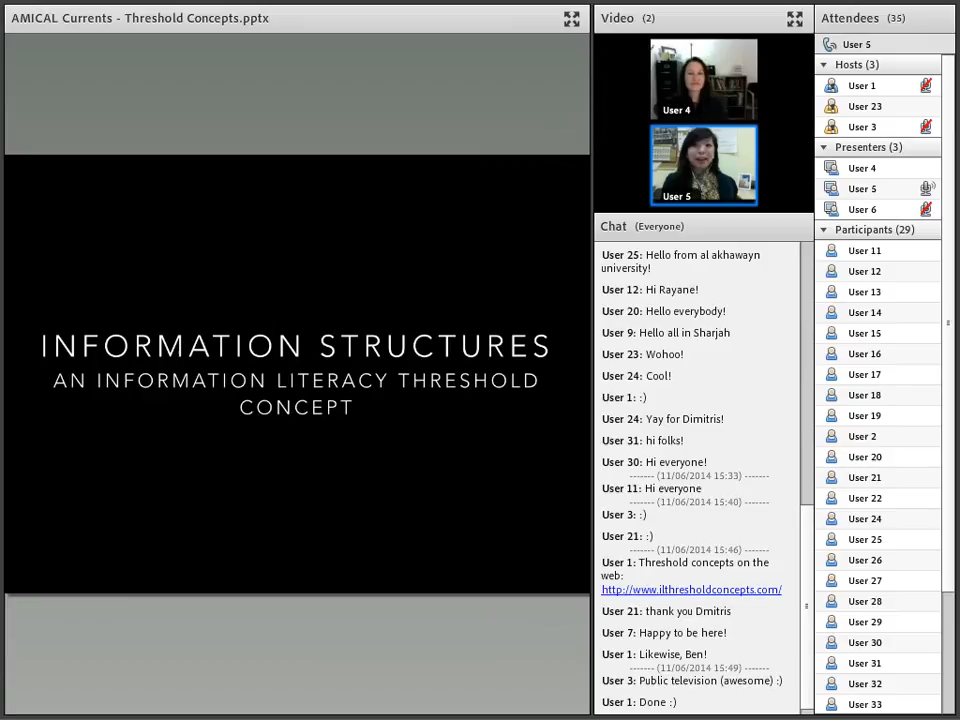 AMICAL Currents - Threshold Concepts.pptx
INFORMATION STRUCTURES
AN INFORMATION LITERACY THRESHOLD
CONCEPT
Video (2)
User 4
User 5
Chat (Everyone)
User 25: Hello from al akhawayn
university!
User 12: Hi Rayane!
User 20: Hello everybody!
User 9: Hello all in Sharjah
User 23: Wohoo!
User 24: Cool!
User 1: :)
User 24: Yay for Dimitris!
User 31: hi folks!
User 30: Hi everyone!
------- (11/06/2014 15:33) -------
User 11: Hi everyone
------- (11/06/2014 15:40) -------
User 3: :)
User 21: :)
------- (11/06/2014 15:46) -------
User 1: Threshold concepts on the
web:
http://www.ilthresholdconcepts.com/
User 21: thank you Dmitris
User 7: Happy to be here!
User 1: Likewise, Ben!
------- (11/06/2014 15:49) -------
User 3: Public television (awesome) :)
User 1: Done :)
Attendees (35)
User 5
Hosts (3)
User 1
User 23
User 3
Presenters (3)
User 4
User 5
User 6
Participants (29)
User 11
User 12
User 13
User 14
User 15
User 16
User 17
User 18
User 19
User 2
User 20
User 21
User 22
User 24
User 25
User 26
User 27
User 28
User 29
User 30
User 31
User 32
User 33